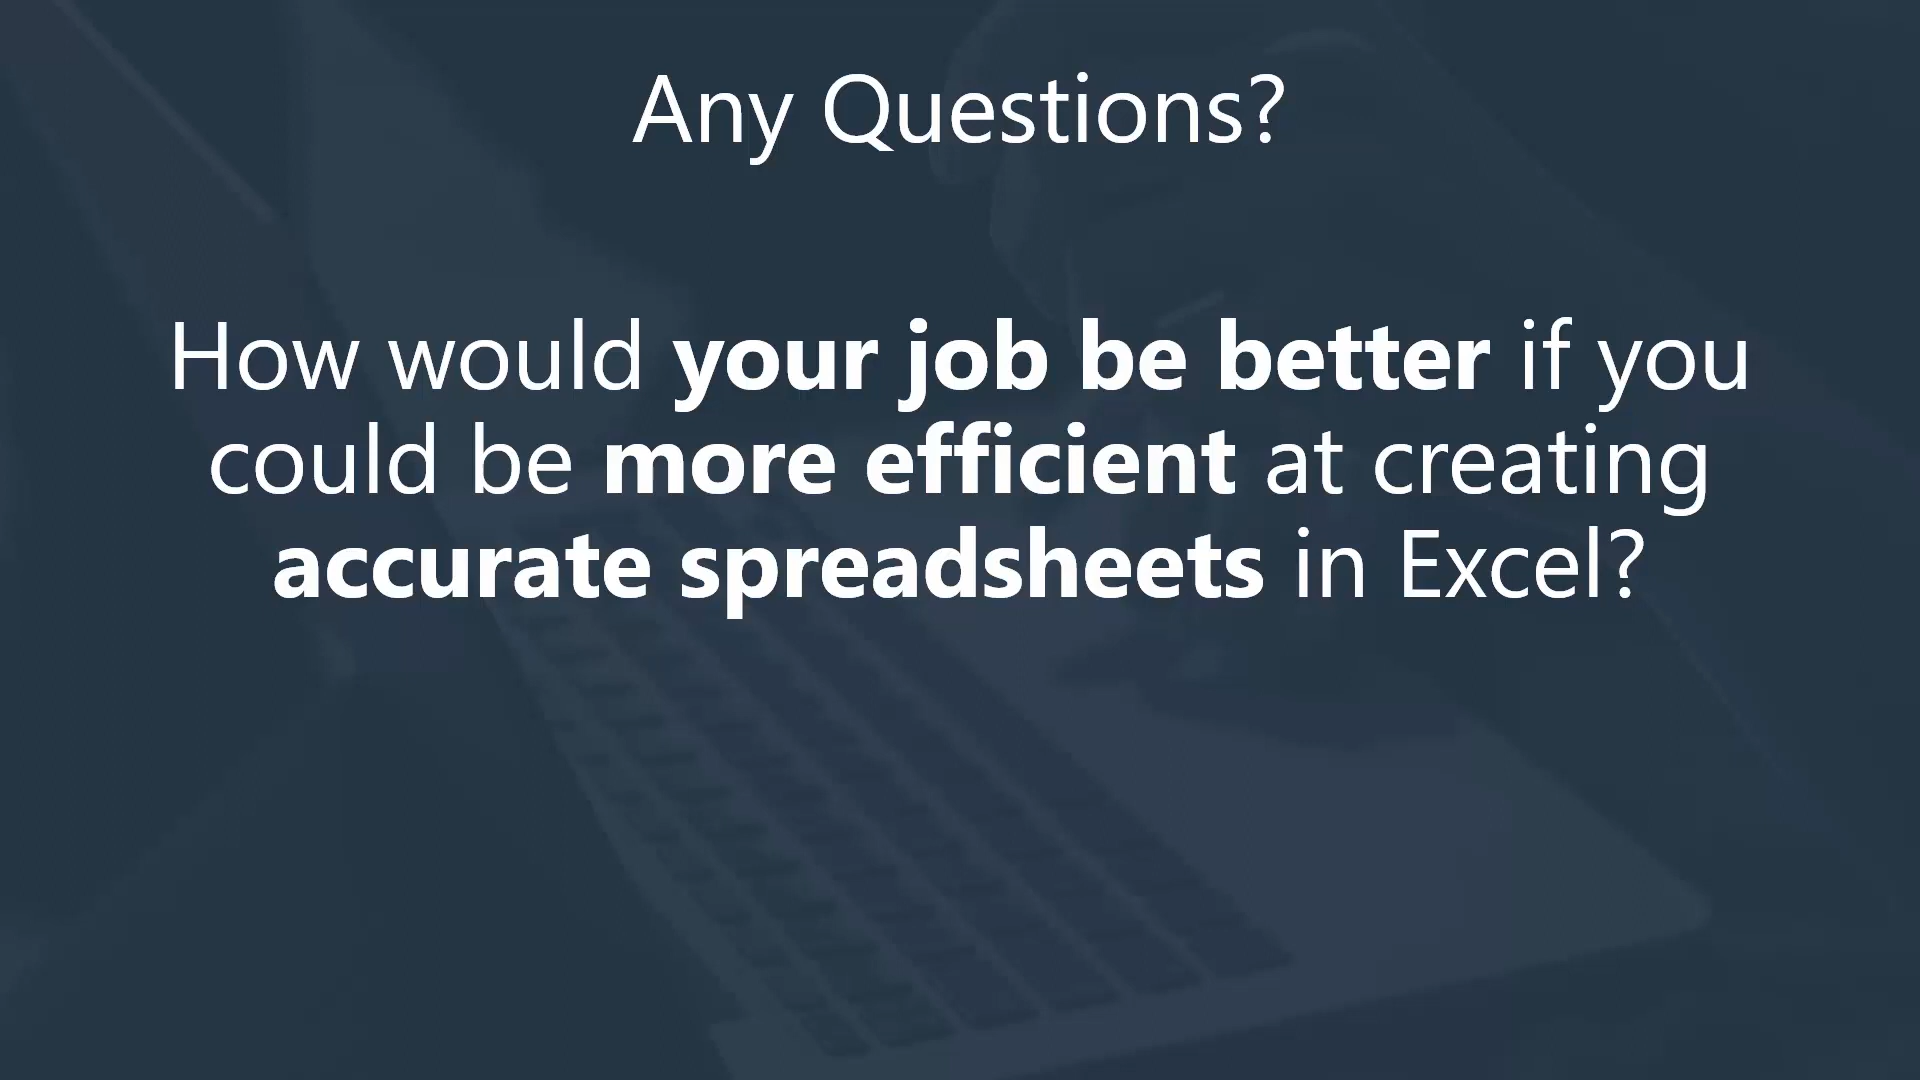 Any Questions?
How would your job be better if you
could be more efficient at creating
accurate spreadsheets in Excel?